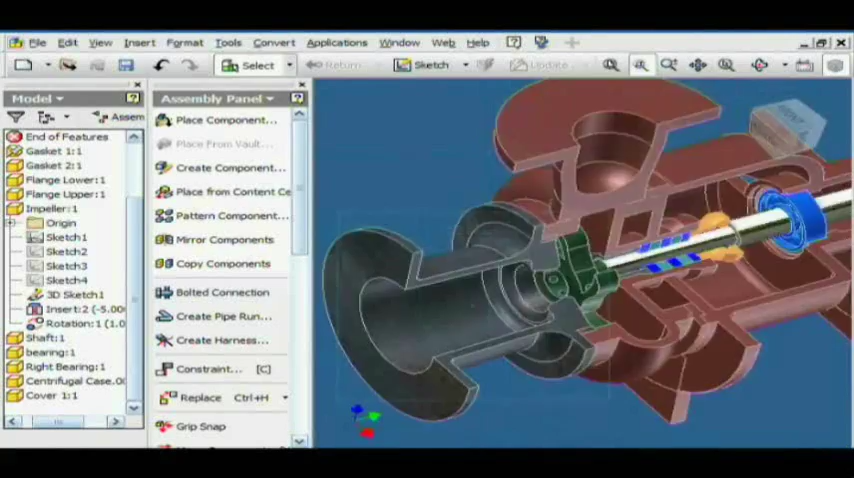 File Edit View Insert Format Tools Convert Applications Window Web Help
Select Return Sketch Update
Model Assembly Panel
Assem
End of Features
Gasket 1:1
Gasket 2:1
Flange Lower:1
Flange Upper:1
Impeller:1
Origin
Sketch1
Sketch2
Sketch3
Sketch4
3D Sketch1
Insert:2 (-5.00
Rotation:1 (1.0
Shaft:1
bearing:1
Right Bearing:1
Centrifugal Case.00
Cover 1:1
Place Component...
Place From Vault...
Create Component...
Place from Content Ce
Pattern Component...
Mirror Components
Copy Components
Bolted Connection
Create Pipe Run...
Create Harness...
Constraint... [C]
Replace Ctrl+H
Grip Snap